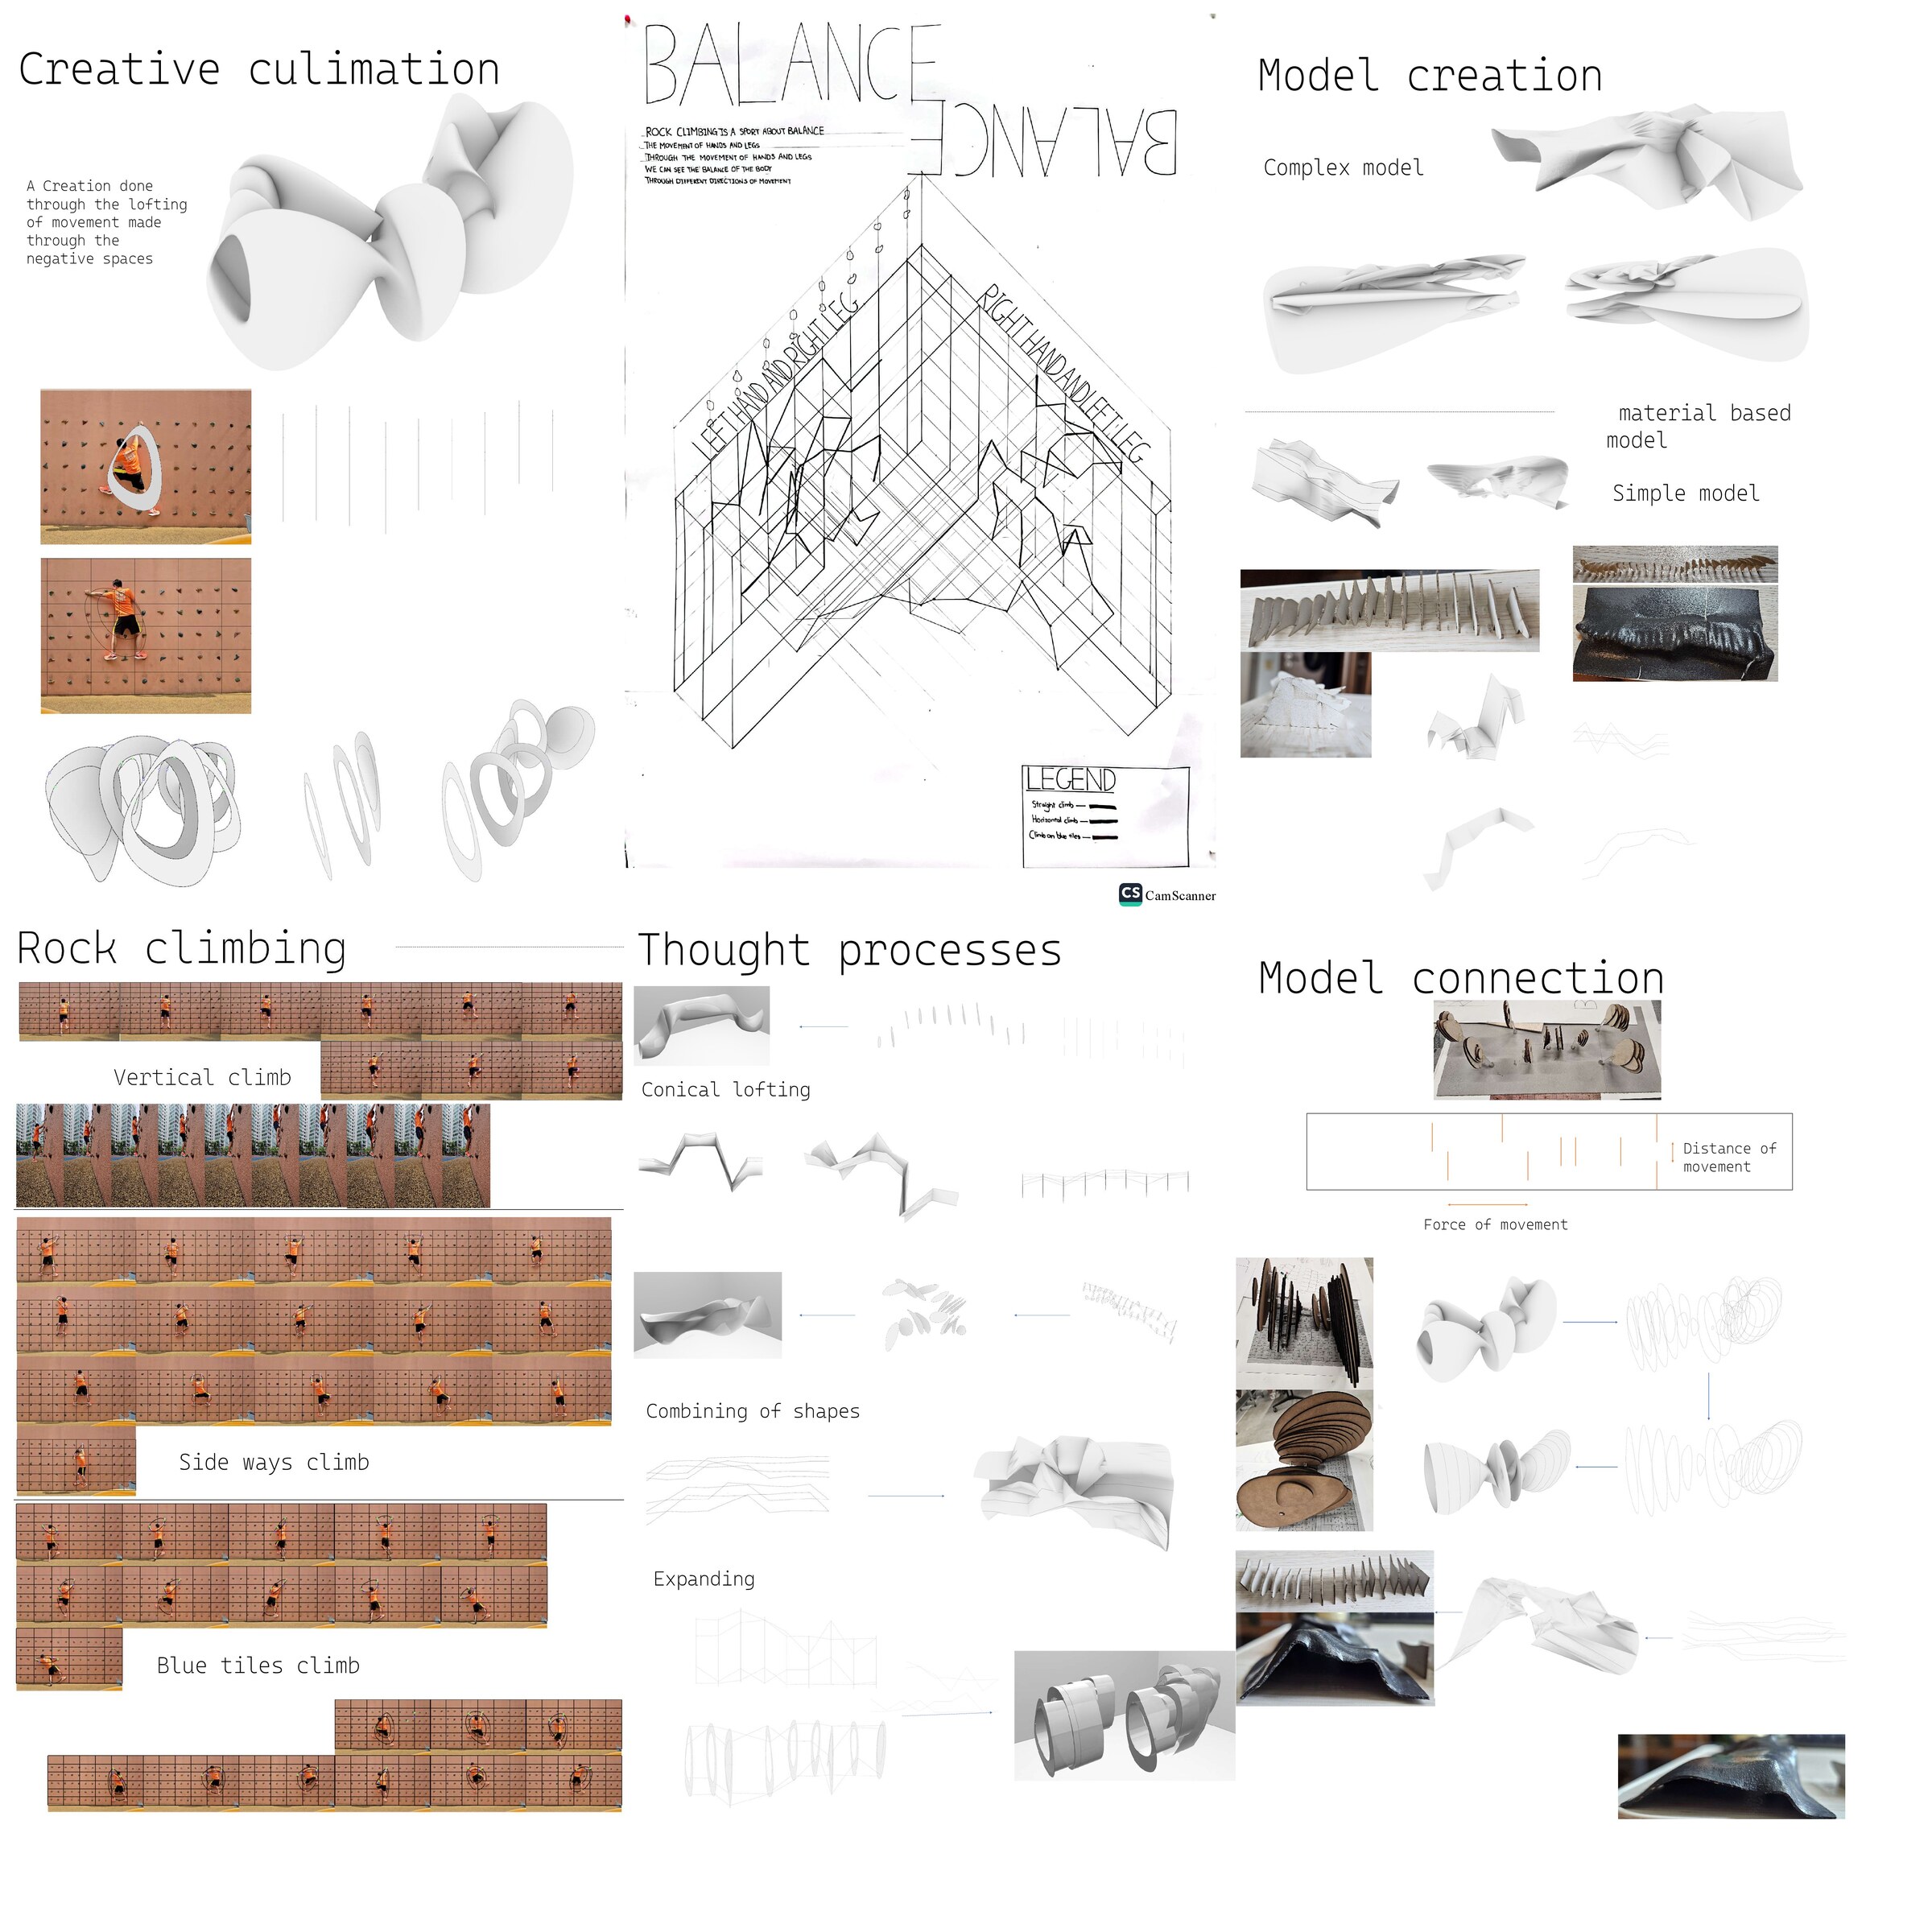 Creative culimation
A Creation done
through the lofting
of movement made
through the
negative spaces
BALANCE
BALANCE
ROCK CLIMBING IS A SPORT ABOUT BALANCE
THE MOVEMENT OF HANDS AND LEGS
THROUGH THE MOVEMENT OF HANDS AND LEGS
WE CAN SEE THE BALANCE OF THE BODY
THROUGH DIFFERENT DIRECTIONS OF MOVEMENT
LEFT HAND AND RIGHT LEG
RIGHT HAND AND LEFT LEG
LEGEND
Straight climb
Horizontal climb
Climb on blue tiles
CS CamScanner
Model creation
Complex model
material based
model
Simple model
Rock climbing
Vertical climb
Side ways climb
Blue tiles climb
Thought processes
Conical lofting
Combining of shapes
Expanding
Model connection
Distance of
movement
Force of movement